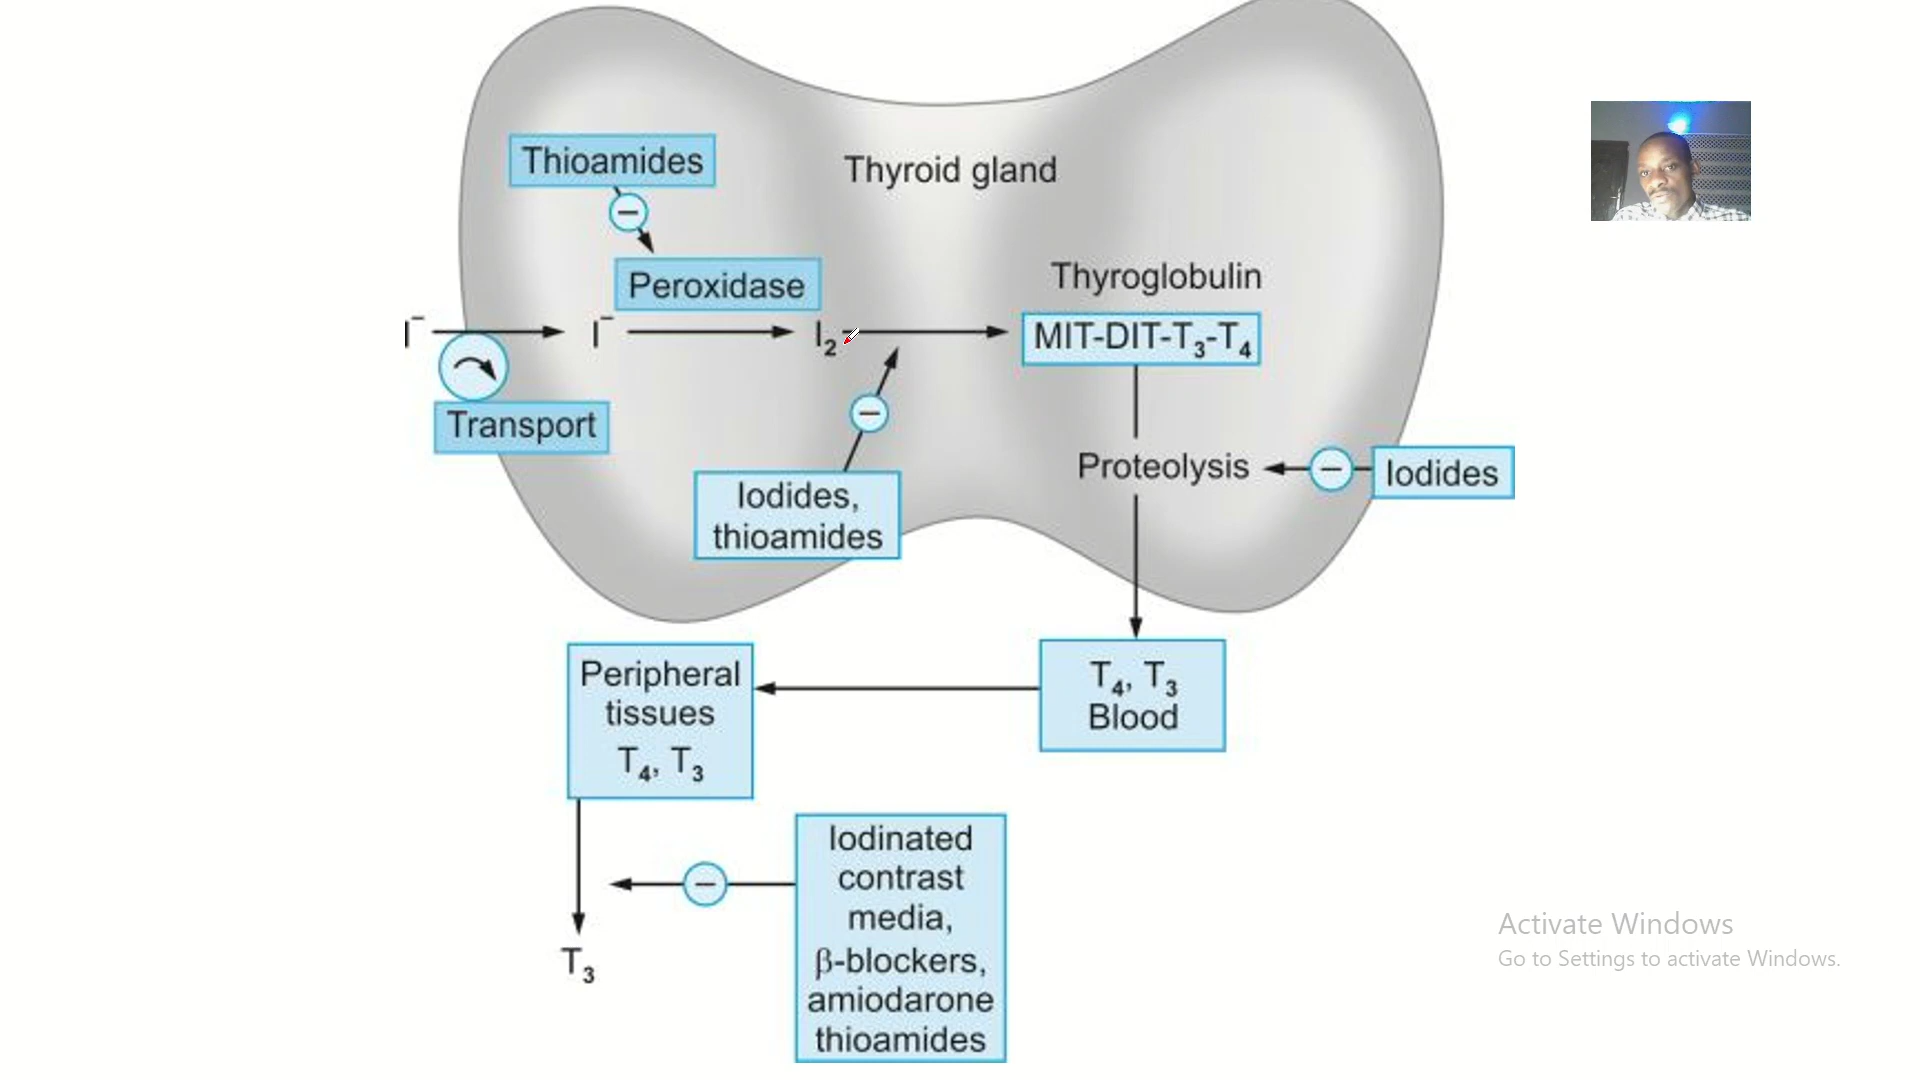 Thioamides
Thyroid gland
Peroxidase
Thyroglobulin
I⁻
I⁻
I₂
MIT-DIT-T₃-T₄
Transport
Proteolysis
Iodides
Iodides,
thioamides
Peripheral
tissues
T₄, T₃
T₄, T₃
Blood
Iodinated
contrast
media,
β-blockers,
amiodarone
thioamides
T₃
Activate Windows
Go to Settings to activate Windows.